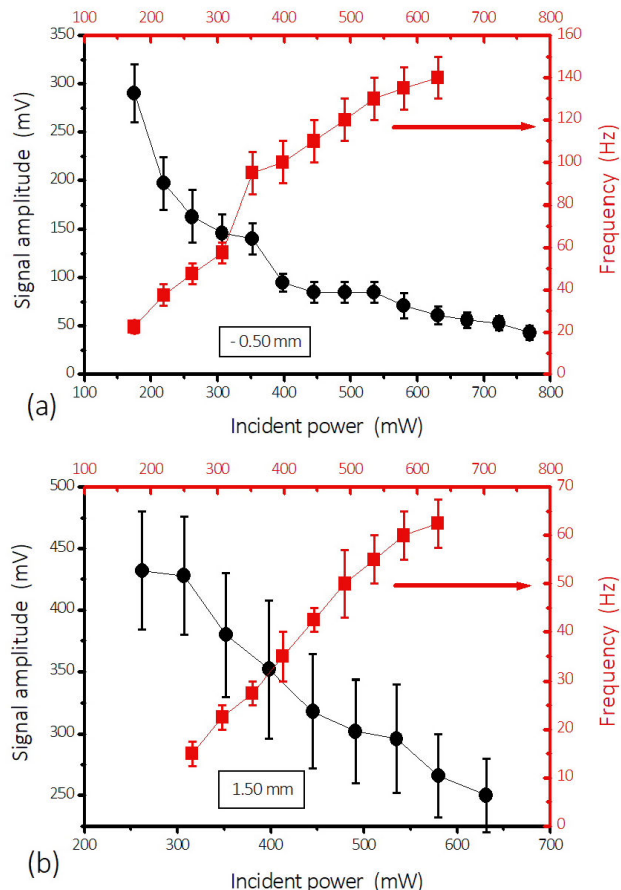 100 200 300 400 500 600 700 800
350 300 250 200 150 100 50 0
Signal amplitude (mV)
160 140 120 100 80 60 40 20 0
Frequency (Hz)
- 0.50 mm
100 200 300 400 500 600 700 800
(a)
Incident power (mW)
100 200 300 400 500 600 700 800
500 450 400 350 300 250
Signal amplitude (mV)
70 60 50 40 30 20 10 0
Frequency (Hz)
1.50 mm
200 300 400 500 600 700
(b)
Incident power (mW)